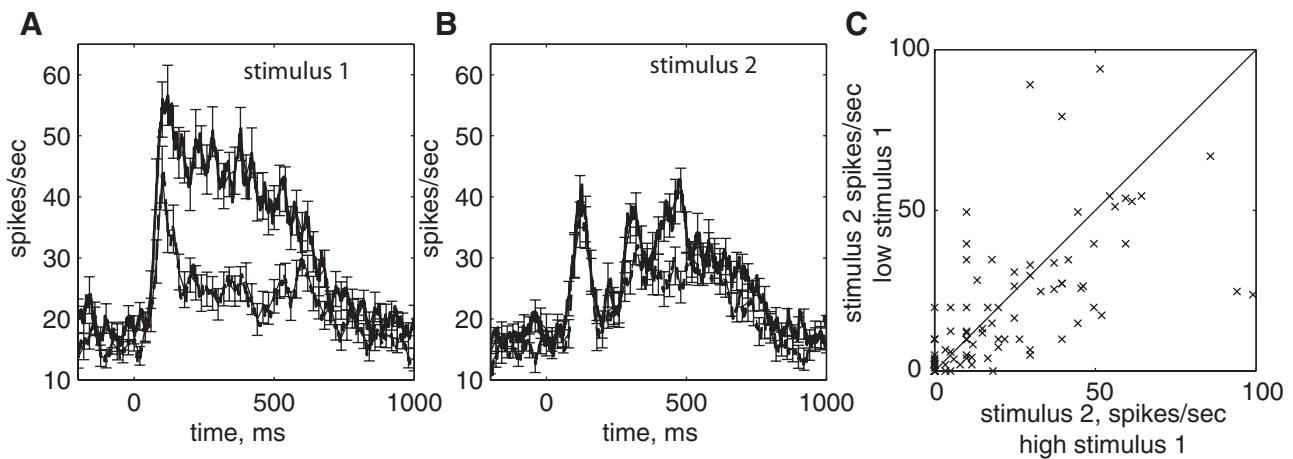 A
B
C
stimulus 1
60
50
40
30
20
10
spikes/sec
0
500
1000
time, ms
stimulus 2
60
50
40
30
20
10
spikes/sec
0
500
1000
time, ms
100
50
0
stimulus 2 spikes/sec
low stimulus 1
0
50
100
stimulus 2, spikes/sec
high stimulus 1